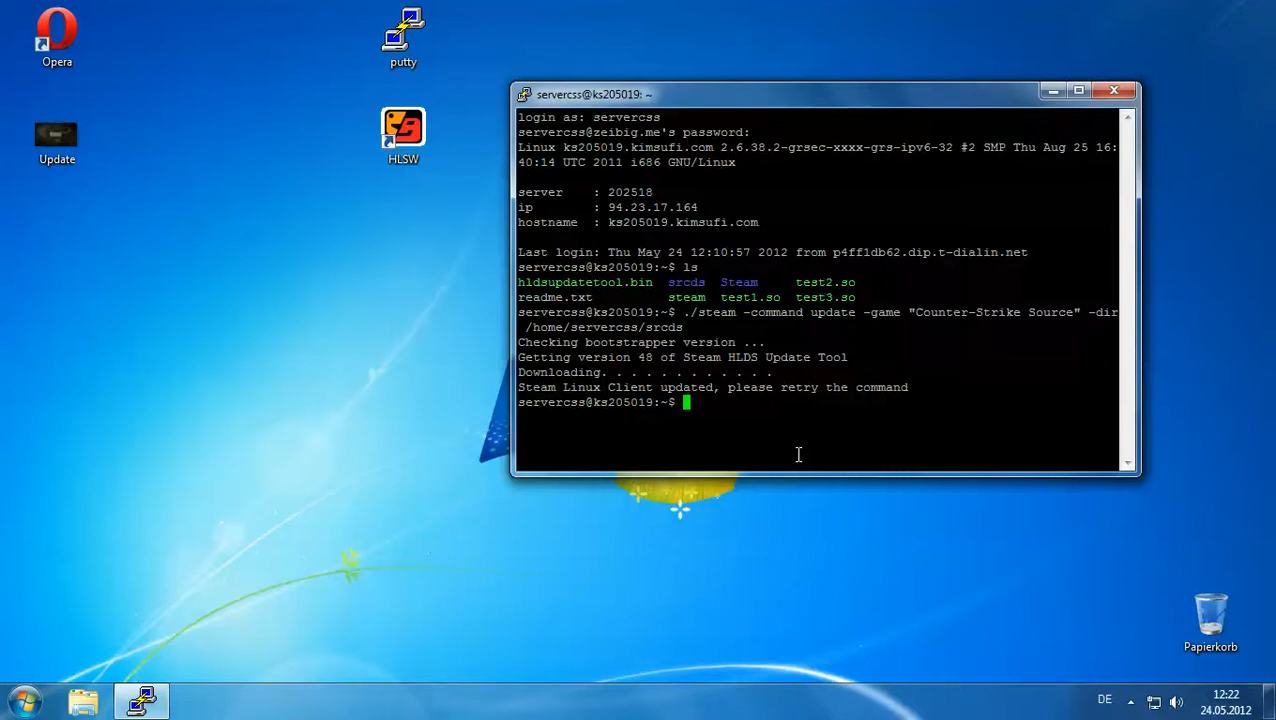 Opera
putty
Update
HLSW
servercss@ks205019: ~
login as: servercss
servercss@zeibig.me's password:
Linux ks205019.kimsufi.com 2.6.38.2-grsec-xxxx-grs-ipv6-32 #2 SMP Thu Aug 25 16:
40:14 UTC 2011 i686 GNU/Linux
server : 202518
ip : 94.23.17.164
hostname : ks205019.kimsufi.com
Last login: Thu May 24 12:10:57 2012 from p4ff1db62.dip.t-dialin.net
servercss@ks205019:~$ ls
hldsupdatetool.bin srcds Steam test2.so
readme.txt steam test1.so test3.so
servercss@ks205019:~$ ./steam -command update -game "Counter-Strike Source" -dir
/home/servercss/srcds
Checking bootstrapper version ...
Getting version 48 of Steam HLDS Update Tool
Downloading. . . . . . . . . . . .
Steam Linux Client updated, please retry the command
servercss@ks205019:~$
Papierkorb
DE
12:22
24.05.2012